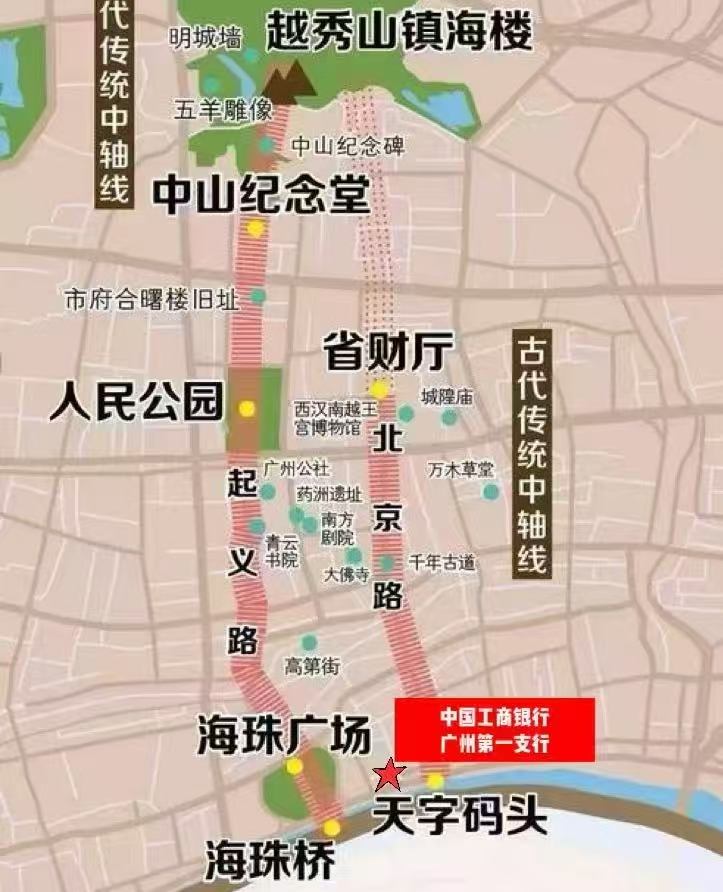 代传统中轴线
明城墙
越秀山镇海楼
五羊雕像
中山纪念碑
中山纪念堂
市府合曙楼旧址
省财厅
古代传统中轴线
人民公园
西汉南越王
宫博物馆
城隍庙
北京路
广州公社
万木草堂
起义路
药洲遗址
南方
剧院
青云
书院
大佛寺
千年古道
高第街
中国工商银行
广州第一支行
海珠广场
天字码头
海珠桥